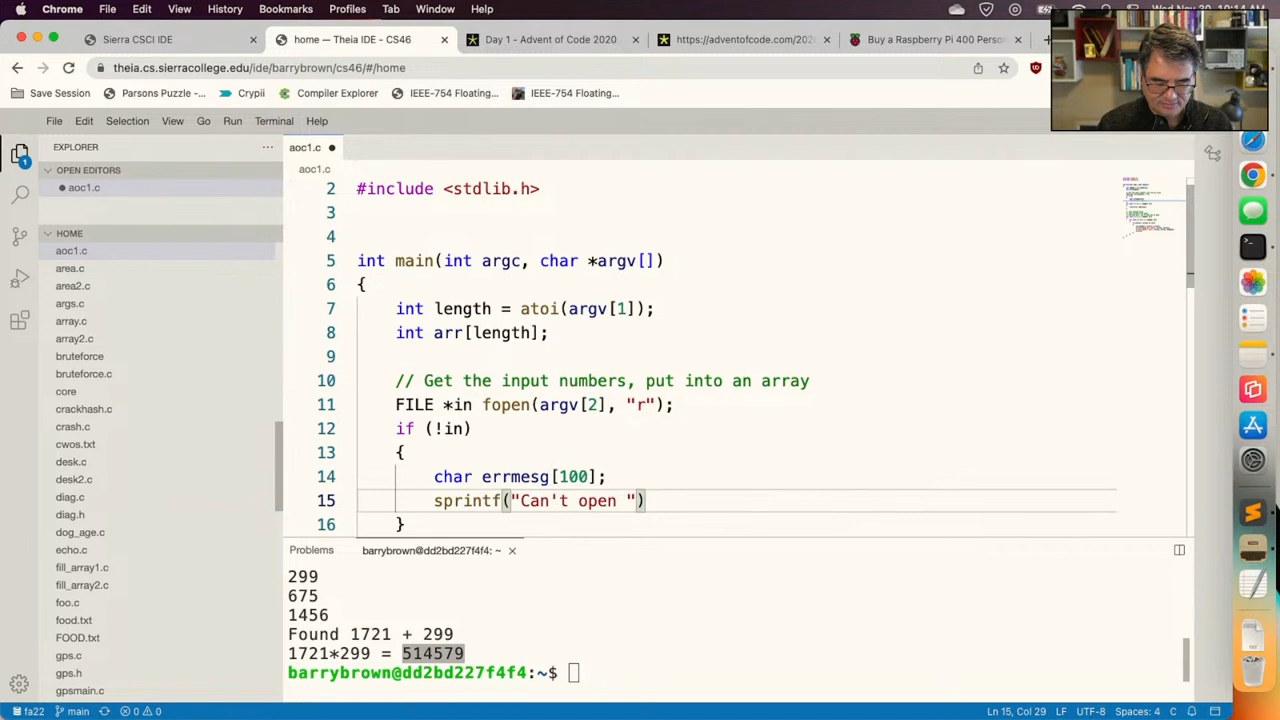 Chrome File Edit View History Bookmarks Profiles Tab Window Help
Sierra CSCI IDE home — Theia IDE - CS46 Day 1 - Advent of Code 2020 https://adventofcode.com/202 Buy a Raspberry Pi 400 Person
theia.cs.sierracollege.edu/ide/barrybrown/cs46/#/home
Save Session Parsons Puzzle -... Crypii Compiler Explorer IEEE-754 Floating... IEEE-754 Floating...
File Edit Selection View Go Run Terminal Help
EXPLORER
OPEN EDITORS
aoc1.c
HOME
aoc1.c
area.c
area2.c
args.c
array.c
array2.c
bruteforce
bruteforce.c
core
crackhash.c
crash.c
cwos.txt
desk.c
desk2.c
diag.c
diag.h
dog_age.c
echo.c
fill_array1.c
fill_array2.c
foo.c
food.txt
FOOD.txt
gps.c
gps.h
gpsmain.c
aoc1.c
aoc1.c
2 #include <stdlib.h>
3
4
5 int main(int argc, char *argv[])
6 {
7 int length = atoi(argv[1]);
8 int arr[length];
9
10 // Get the input numbers, put into an array
11 FILE *in fopen(argv[2], "r");
12 if (!in)
13 {
14 char errmesg[100];
15 sprintf("Can't open ")
16 }
Problems barrybrown@dd2bd227f4f4: ~
299
675
1456
Found 1721 + 299
1721*299 = 514579
barrybrown@dd2bd227f4f4:~$
fa22 main 0 0 Ln 15, Col 29 LF UTF-8 Spaces: 4 C